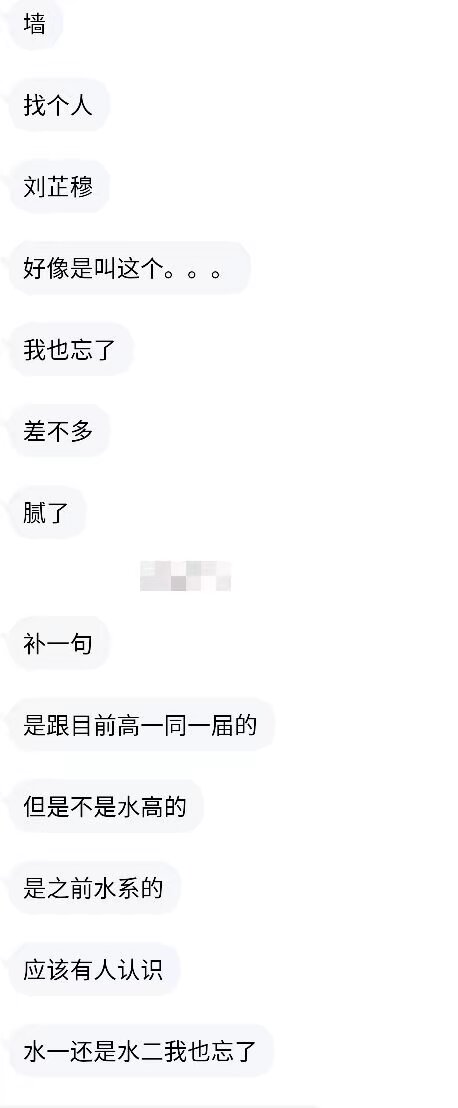 墙
找个人
刘芷穆
好像是叫这个。。。
我也忘了
差不多
腻了
补一句
是跟目前高一同一届的
但是不是水高的
是之前水系的
应该有人认识
水一还是水二我也忘了